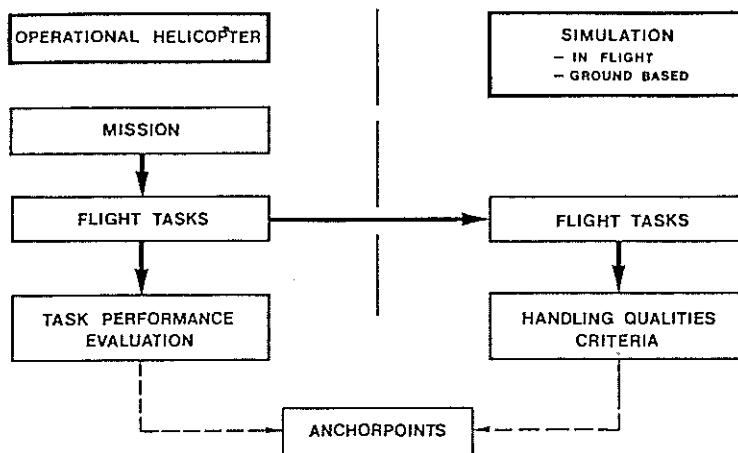 OPERATIONAL HELICOPTER
SIMULATION
– IN FLIGHT
– GROUND BASED
MISSION
FLIGHT TASKS
FLIGHT TASKS
TASK PERFORMANCE
EVALUATION
HANDLING QUALITIES
CRITERIA
ANCHORPOINTS